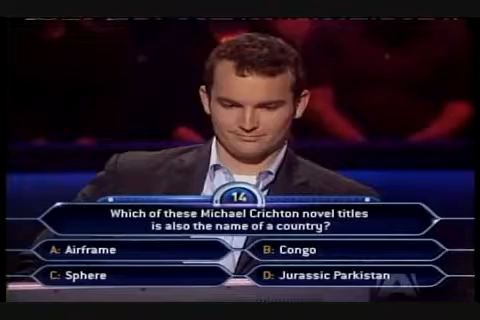 14
Which of these Michael Crichton novel titles
is also the name of a country?
A: Airframe
B: Congo
C: Sphere
D: Jurassic Parkistan